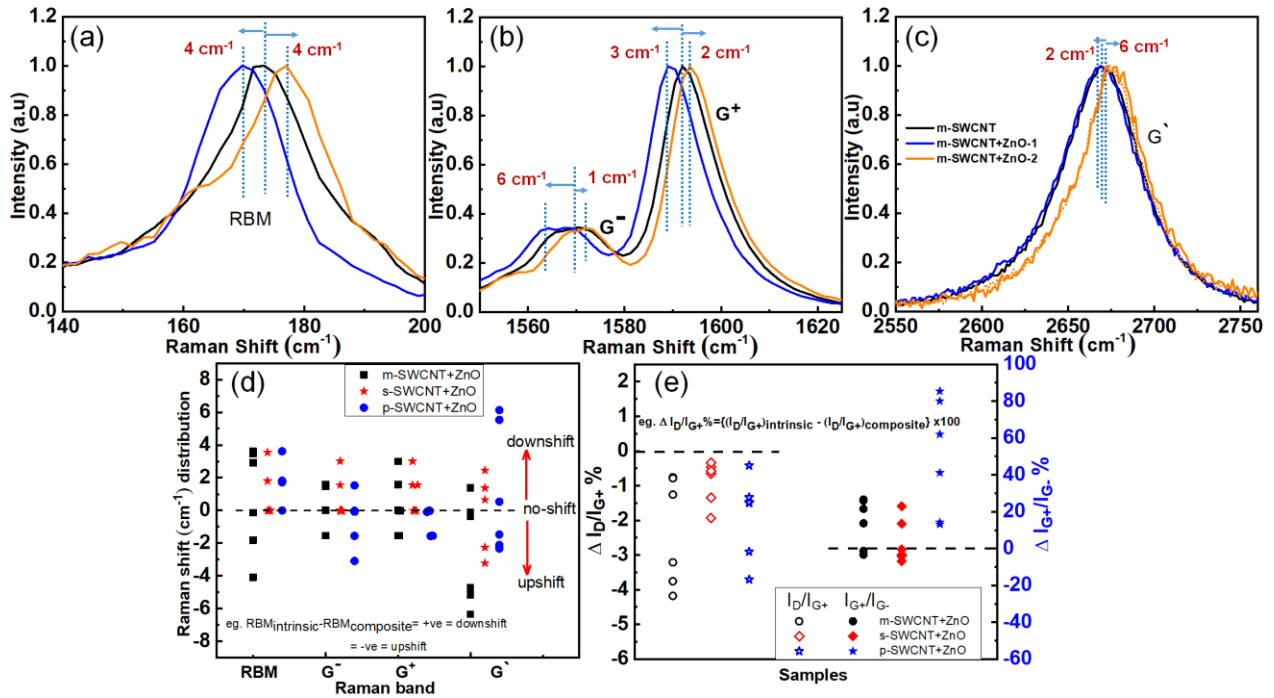 (a)
4 cm-1
4 cm-1
RBM
Intensity (a.u)
1.0
0.8
0.6
0.4
0.2
0.0
140
160
180
200
Raman Shift (cm-1)
(b)
3 cm-1
2 cm-1
6 cm-1
1 cm-1
G+
G-
Intensity (a.u)
1.0
0.8
0.6
0.4
0.2
0.0
1560
1580
1600
1620
Raman Shift (cm-1)
(c)
2 cm-1
6 cm-1
m-SWCNT
m-SWCNT+ZnO-1
m-SWCNT+ZnO-2
G`
Intensity (a.u)
1.0
0.8
0.6
0.4
0.2
0.0
2550
2600
2650
2700
2750
Raman Shift (cm-1)
(d)
m-SWCNT+ZnO
s-SWCNT+ZnO
p-SWCNT+ZnO
downshift
no-shift
upshift
eg. RBMintrinsic-RBMcomposite= +ve = downshift
= -ve = upshift
Raman shift (cm-1) distribution
8
6
4
2
0
-2
-4
-6
-8
RBM
G-
G+
G`
Raman band
(e)
eg. Δ ID/IG+%={(ID/IG+)intrinsic - (ID/IG+)composite} x100
Δ ID/IG+ %
2
1
0
-1
-2
-3
-4
-5
-6
Δ IG+/IG- %
100
80
60
40
20
0
-20
-40
-60
ID/IG+
IG+/IG-
m-SWCNT+ZnO
s-SWCNT+ZnO
p-SWCNT+ZnO
Samples